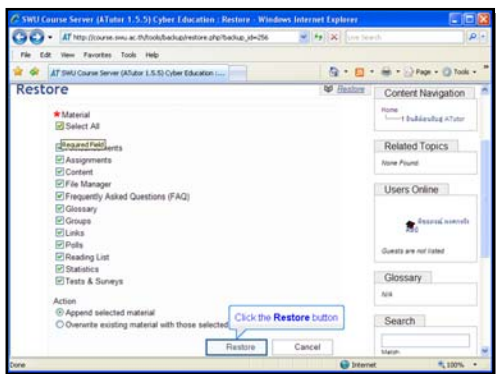 SWU Course Server (ATutor 1.5.5) Cyber Education : Restore - Windows Internet Explorer
http://course.swu.ac.th/tools/backup/restore.php?backup_id=256
Live Search
File Edit View Favorites Tools Help
SWU Course Server (ATutor 1.5.5) Cyber Education : ...
Page Tools
Restore
Restore
Material
Select All
Required Field
Assignments
Content
File Manager
Frequently Asked Questions (FAQ)
Glossary
Groups
Links
Polls
Reading List
Statistics
Tests & Surveys
Action
Append selected material
Overwrite existing material with those selected
Click the Restore button
Restore Cancel
Content Navigation
Home
Related Topics
None Found
Users Online
Guests are not listed
Glossary
N/A
Search
Match
Done
Internet
100%